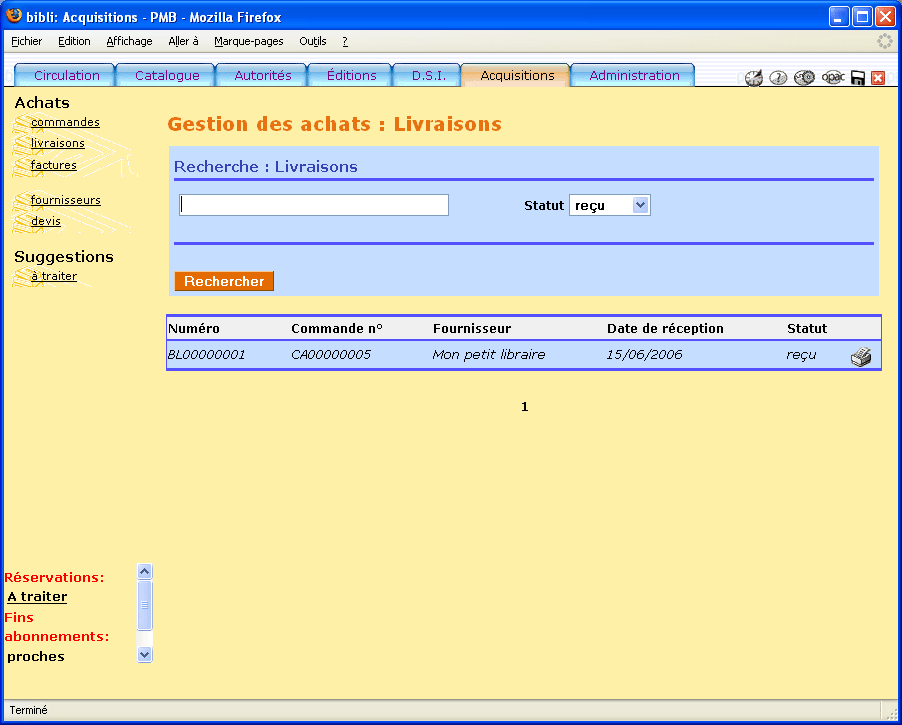 bibli: Acquisitions - PMB - Mozilla Firefox
Fichier Edition Affichage Aller à Marque-pages Outils ?
Circulation Catalogue Autorités Éditions D.S.I. Acquisitions Administration opac
Achats
commandes
livraisons
factures
fournisseurs
devis
Suggestions
à traiter
Gestion des achats : Livraisons
Recherche : Livraisons
Statut reçu
Rechercher
Numéro Commande n° Fournisseur Date de réception Statut
BL00000001 CA00000005 Mon petit libraire 15/06/2006 reçu
1
Réservations:
A traiter
Fins
abonnements:
proches
Terminé